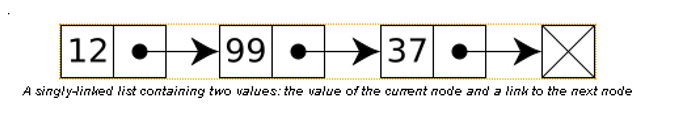 12 99 37
A singly-linked list containing two values: the value of the current node and a link to the next node